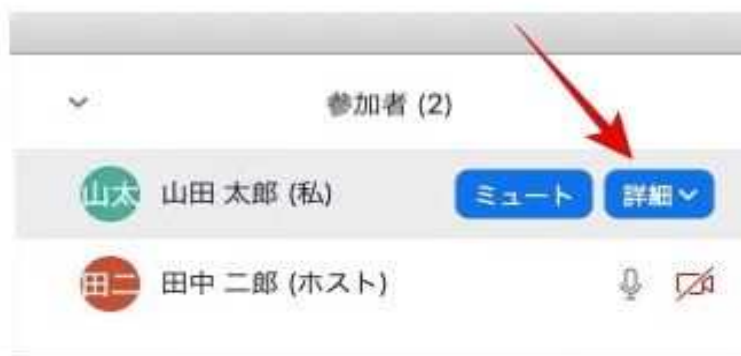 参加者 (2)
山太 山田 太郎 (私) ミュート 詳細
田二 田中 二郎 (ホスト)